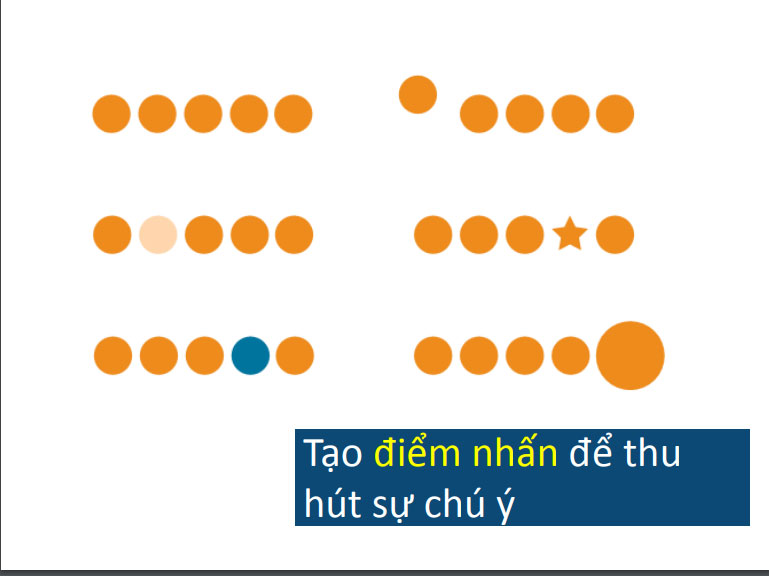 Tạo điểm nhấn để thu
hút sự chú ý